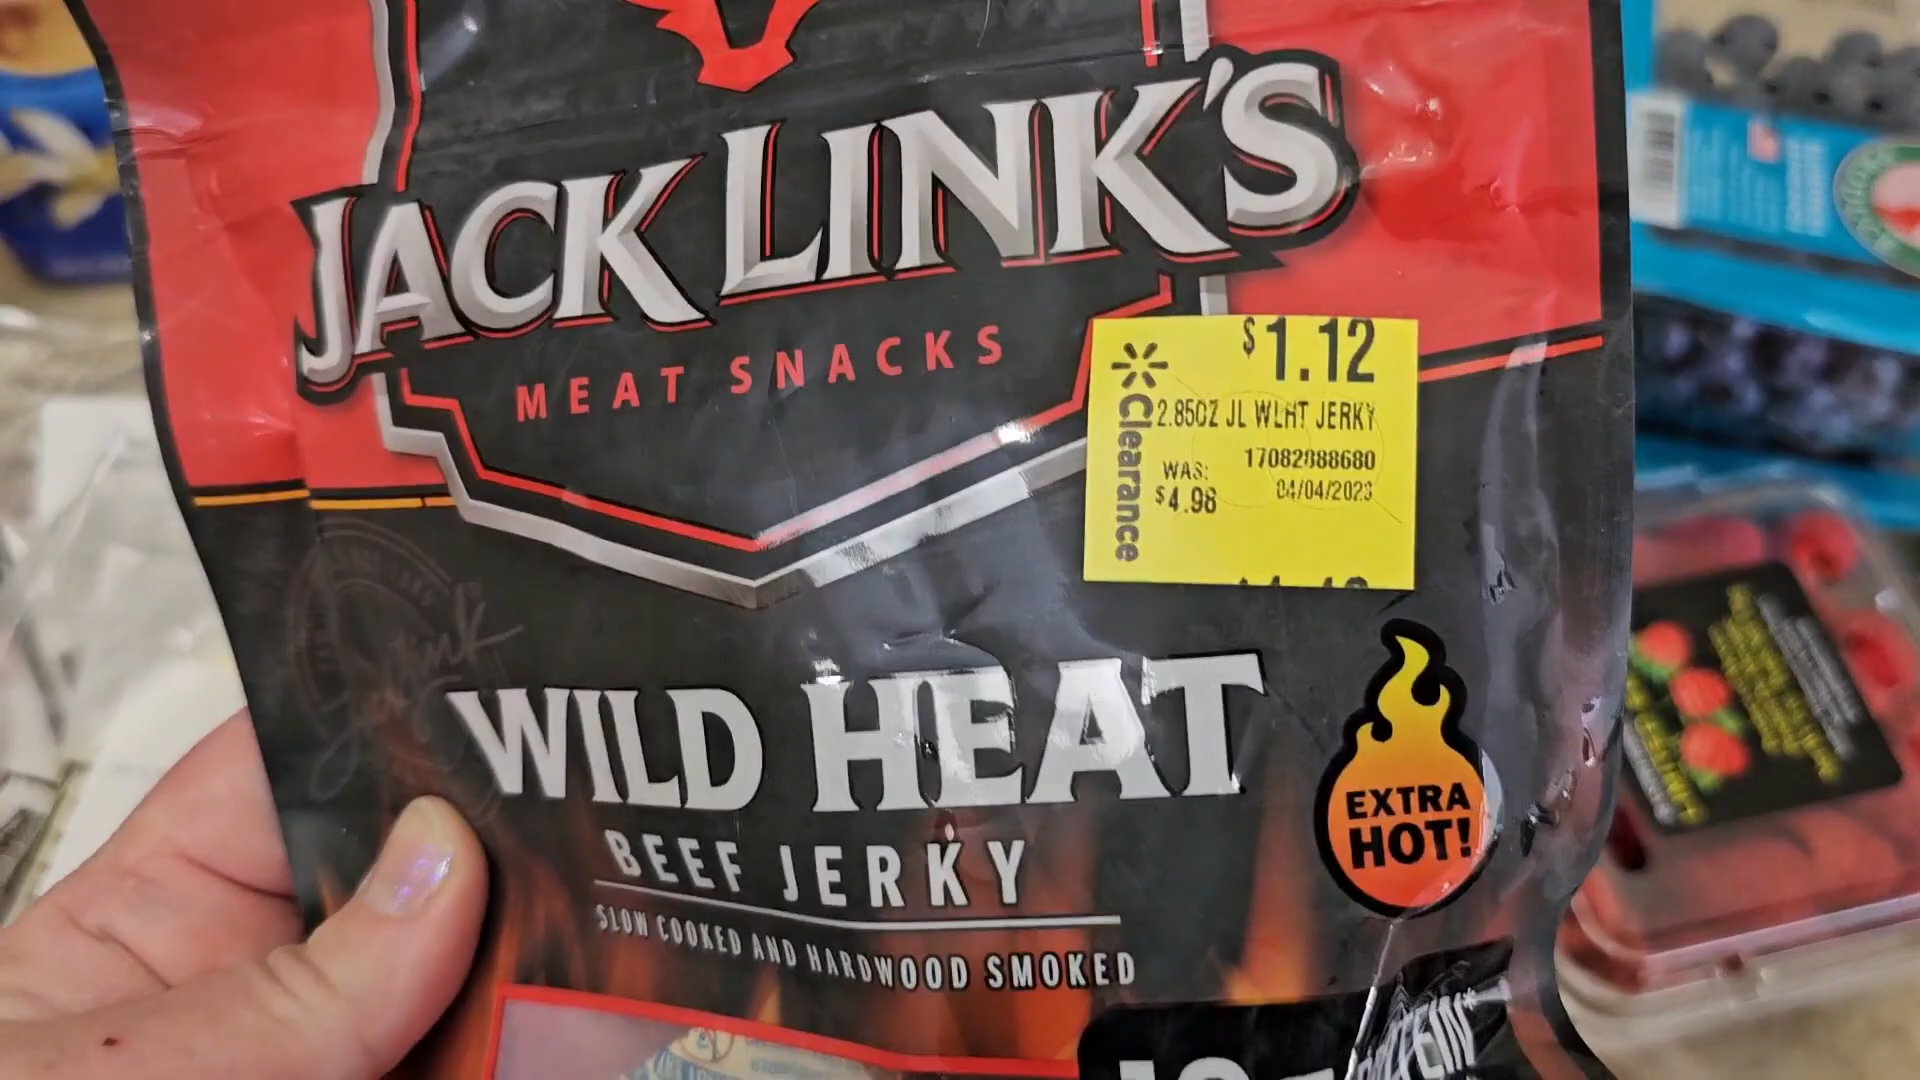 JACK LINK'S
MEAT SNACKS
$1.12
Clearance
2.85OZ JL WLHT JERKY
WAS:
$4.98
17082888680
04/04/2023
WILD HEAT
EXTRA
HOT!
BEEF JERKY
SLOW COOKED AND HARDWOOD SMOKED